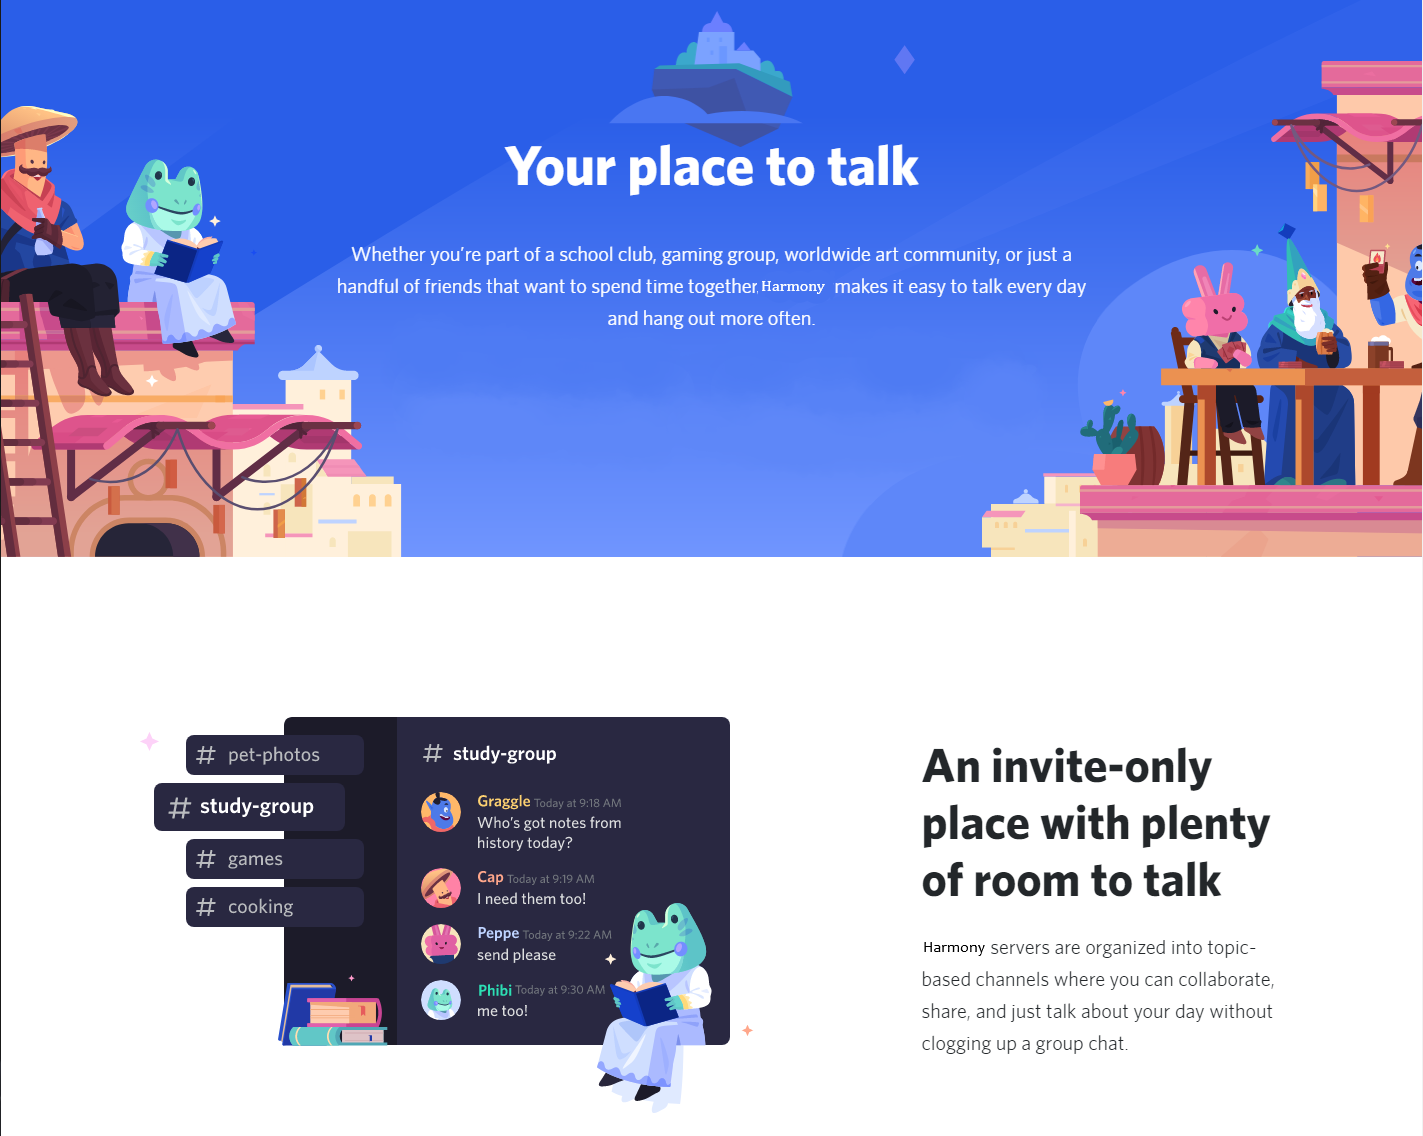 Your place to talk
Whether you're part of a school club, gaming group, worldwide art community, or just a
handful of friends that want to spend time together. Harmony makes it easy to talk every day
and hang out more often.
# pet-photos
# study-group
# games
# cooking
# study-group
Graggle Today at 9:18 AM
Who's got notes from
history today?
Cap Today at 9:19 AM
I need them too!
Peppe Today at 9:22 AM
send please
Phibi Today at 9:30 AM
me too!
An invite-only
place with plenty
of room to talk
Harmony servers are organized into topic-
based channels where you can collaborate,
share, and just talk about your day without
clogging up a group chat.